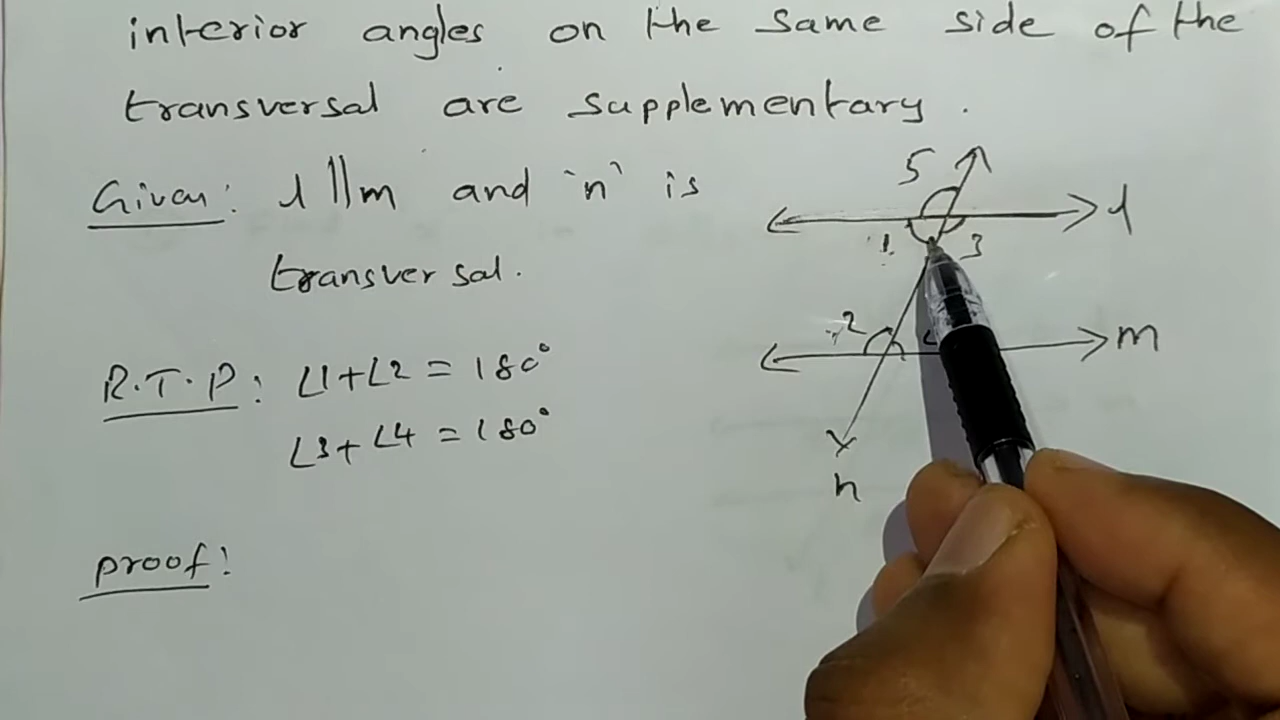 interior angles on the same side of the
transversal are supplementary.
Given: l || m and 'n' is
transversal.
R.T.P: ∠1+∠2 = 180°
∠3+∠4 = 180°
proof:
5
l
1
3
2
m
n